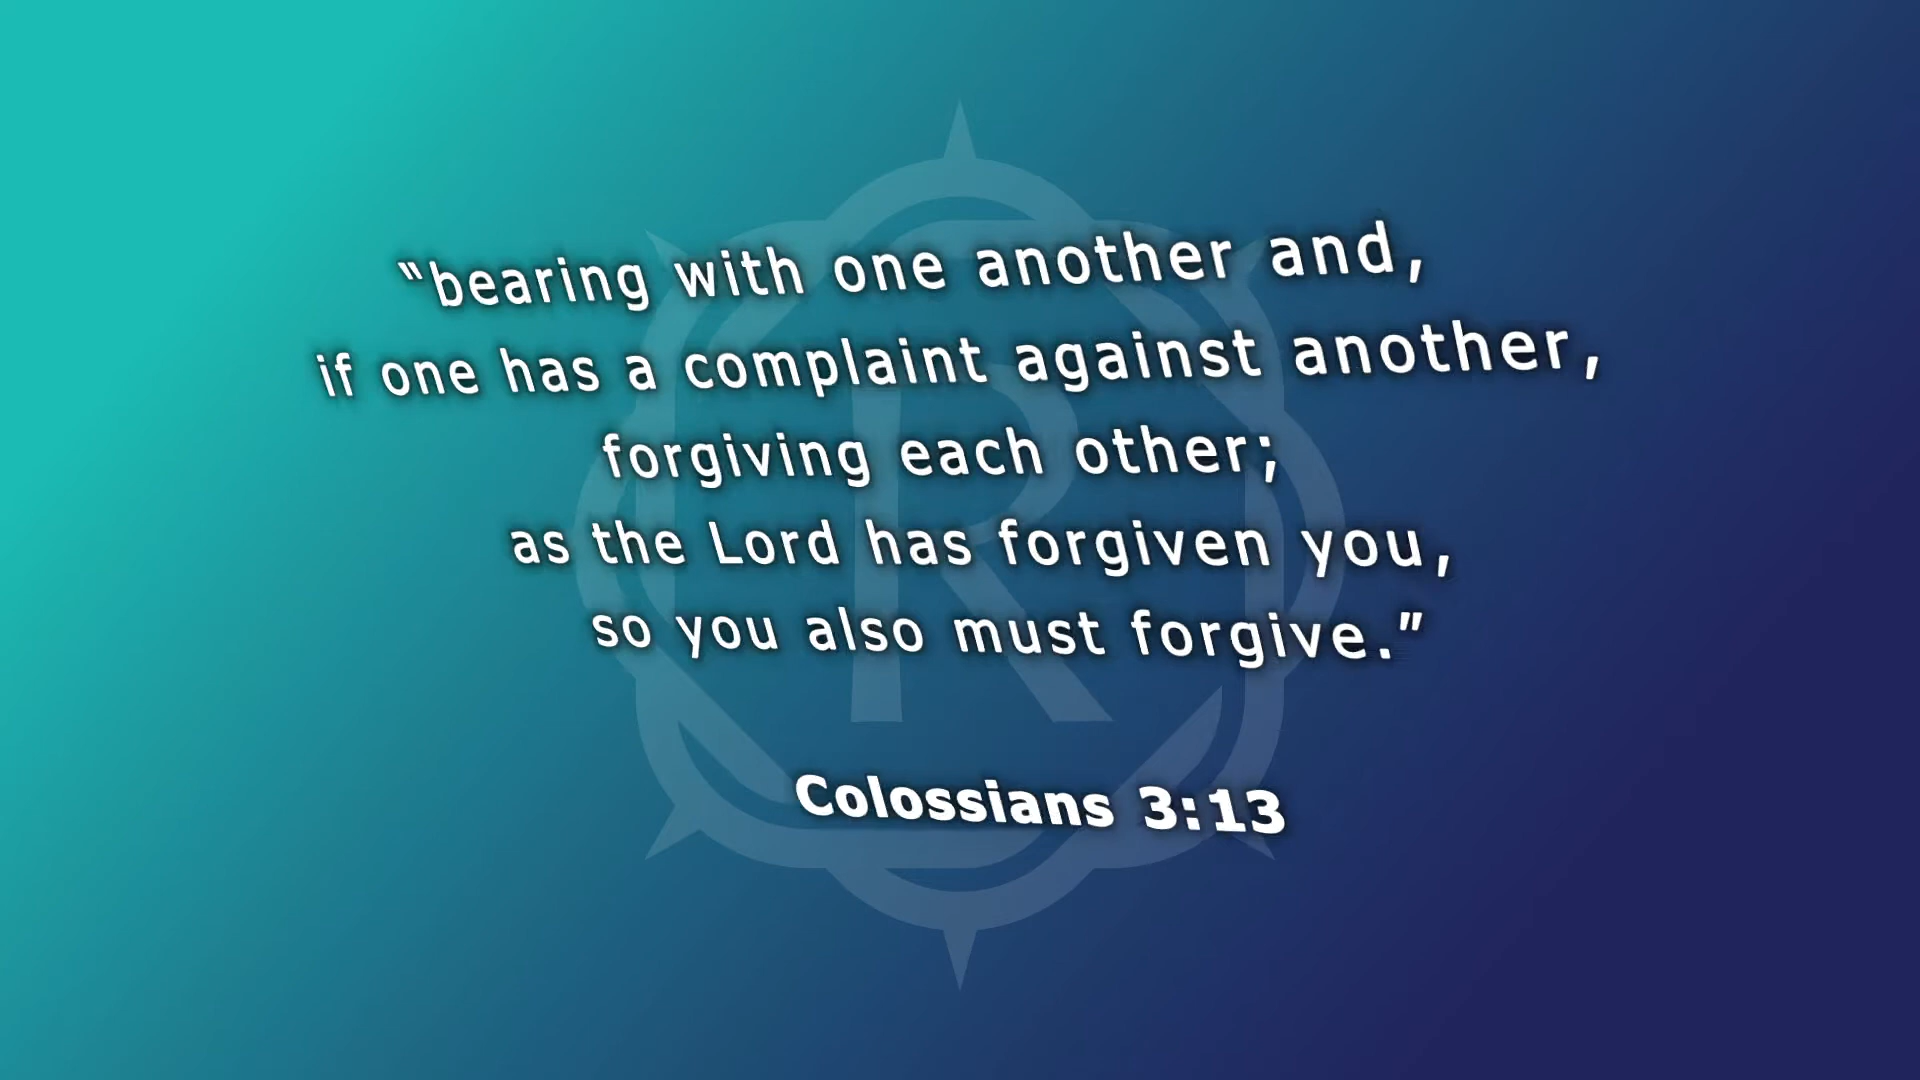 “bearing with one another and,
if one has a complaint against another,
forgiving each other;
as the Lord has forgiven you,
so you also must forgive.”
Colossians 3:13
R